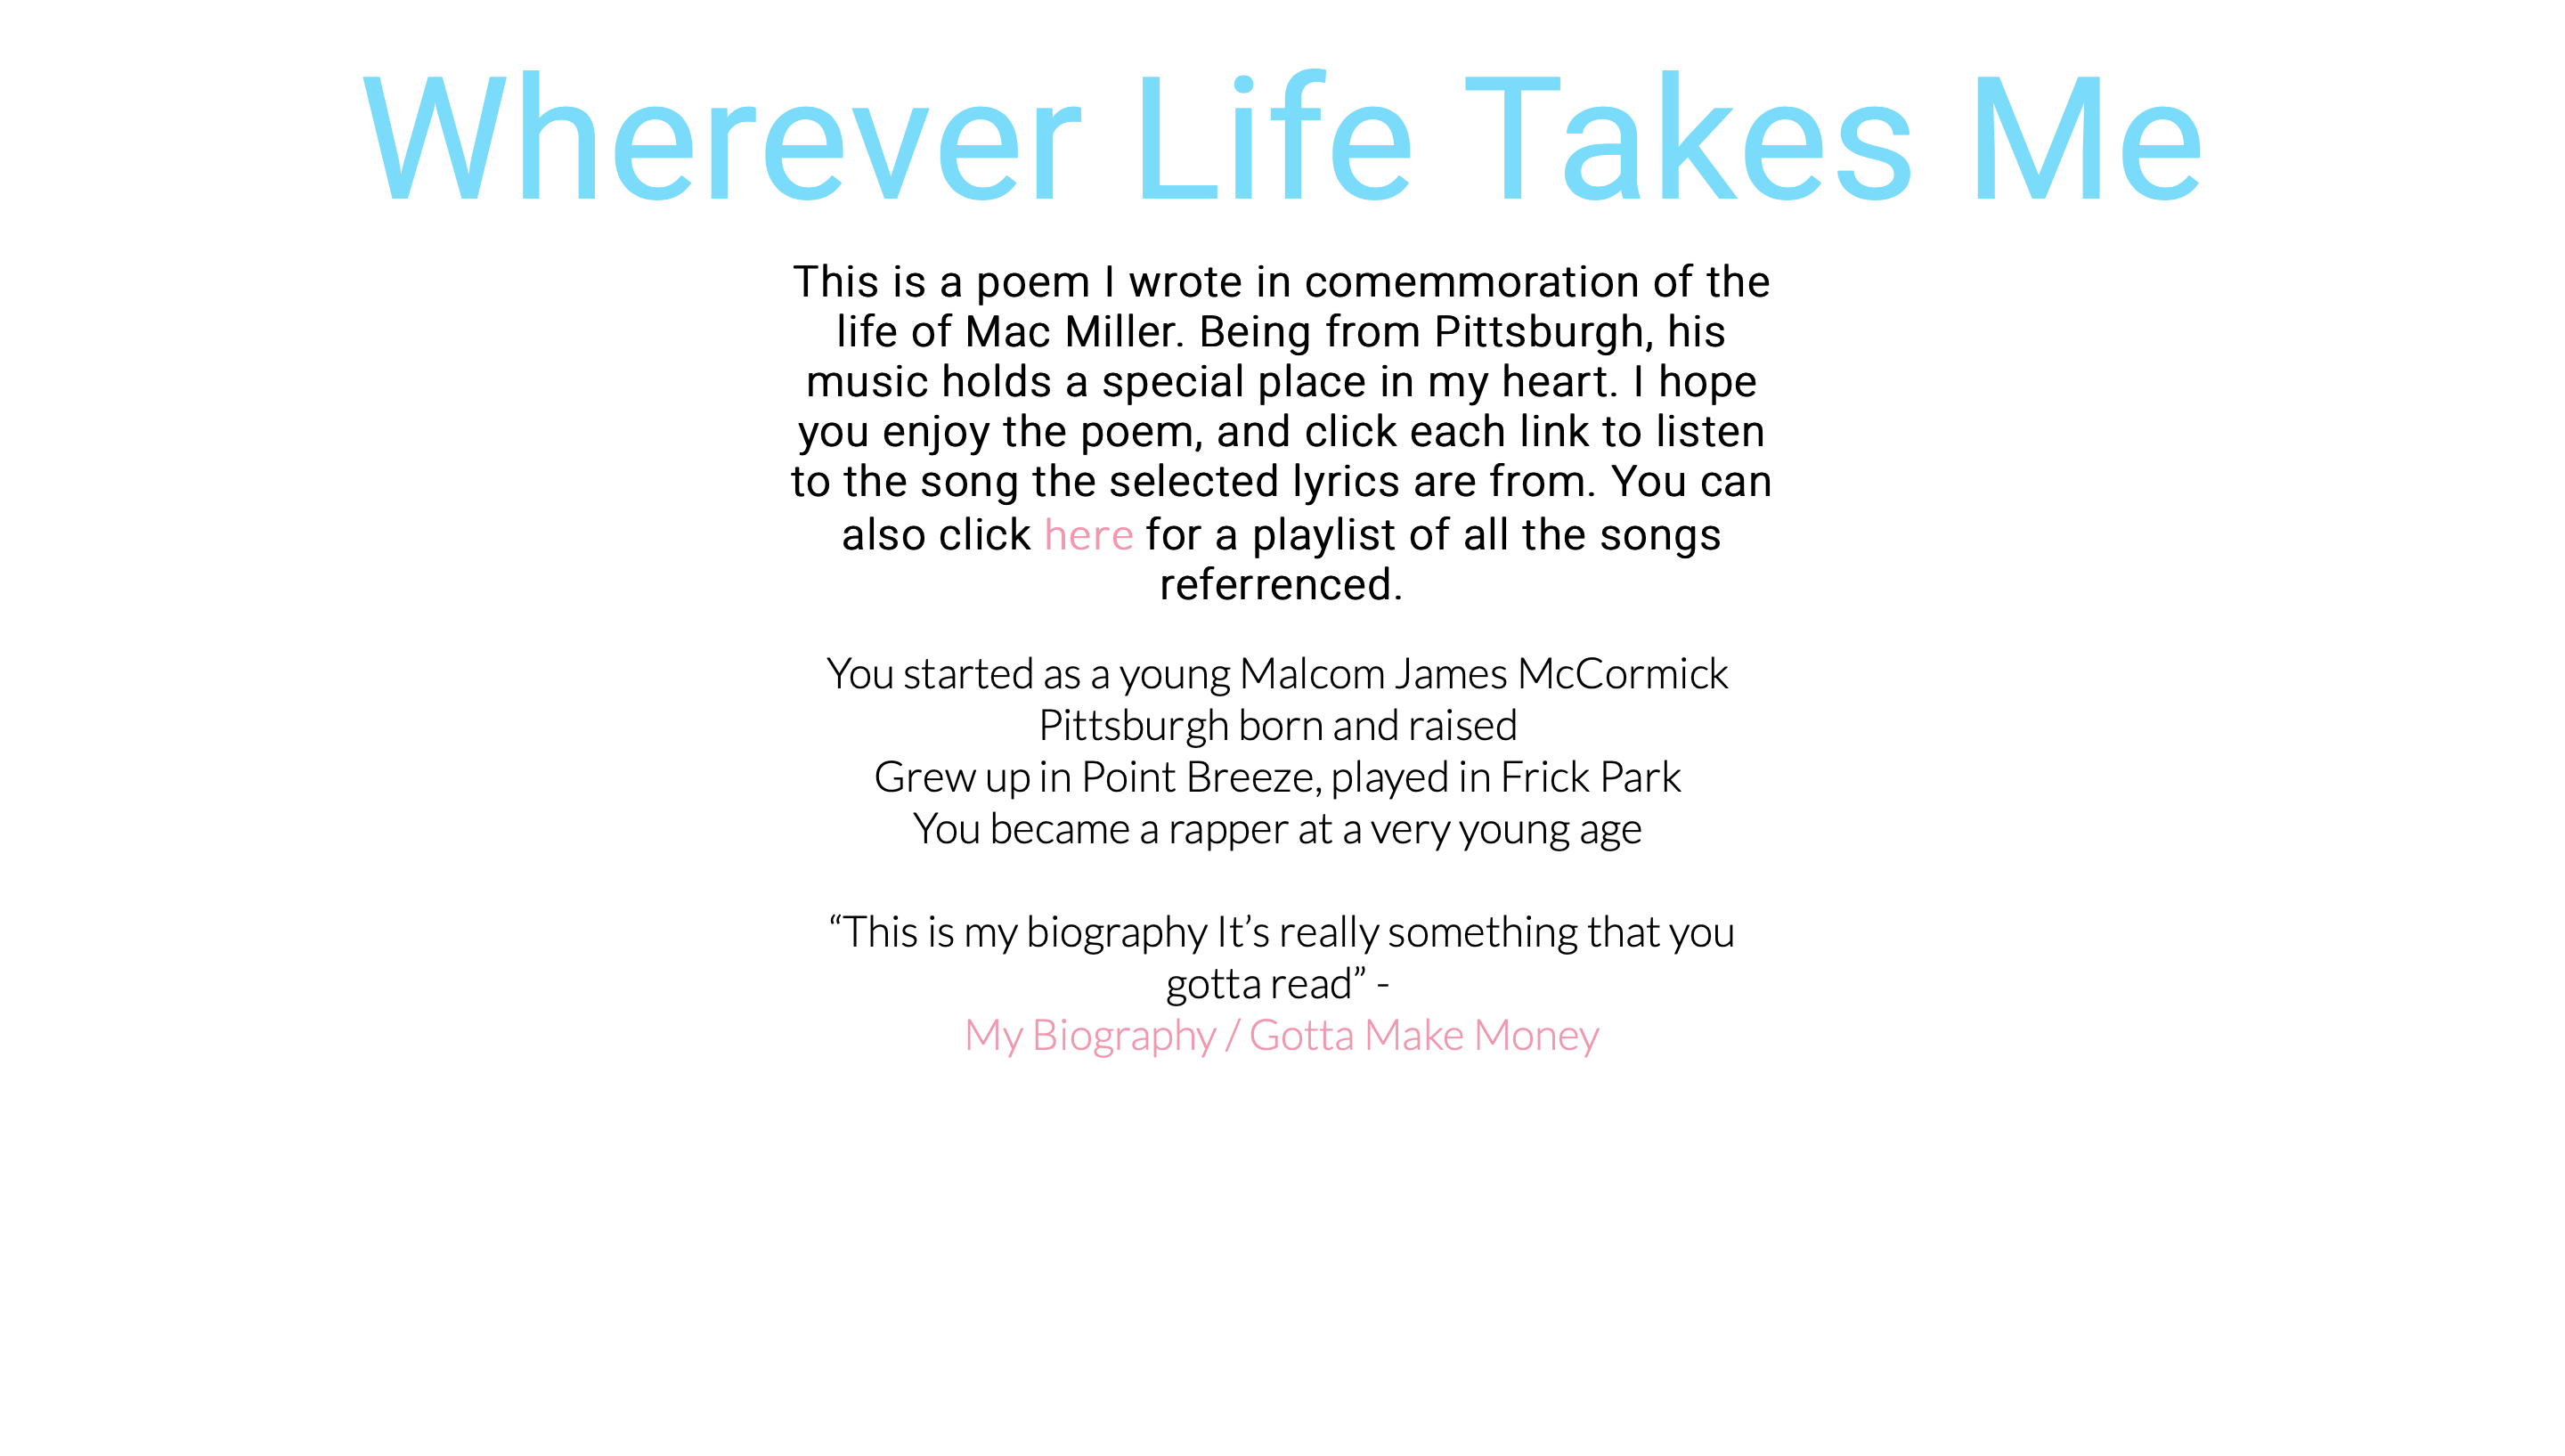 Wherever Life Takes Me
This is a poem I wrote in comemmoration of the
life of Mac Miller. Being from Pittsburgh, his
music holds a special place in my heart. I hope
you enjoy the poem, and click each link to listen
to the song the selected lyrics are from. You can
also click here for a playlist of all the songs
referrenced.
You started as a young Malcom James McCormick
Pittsburgh born and raised
Grew up in Point Breeze, played in Frick Park
You became a rapper at a very young age
“This is my biography It’s really something that you
gotta read” -
My Biography / Gotta Make Money